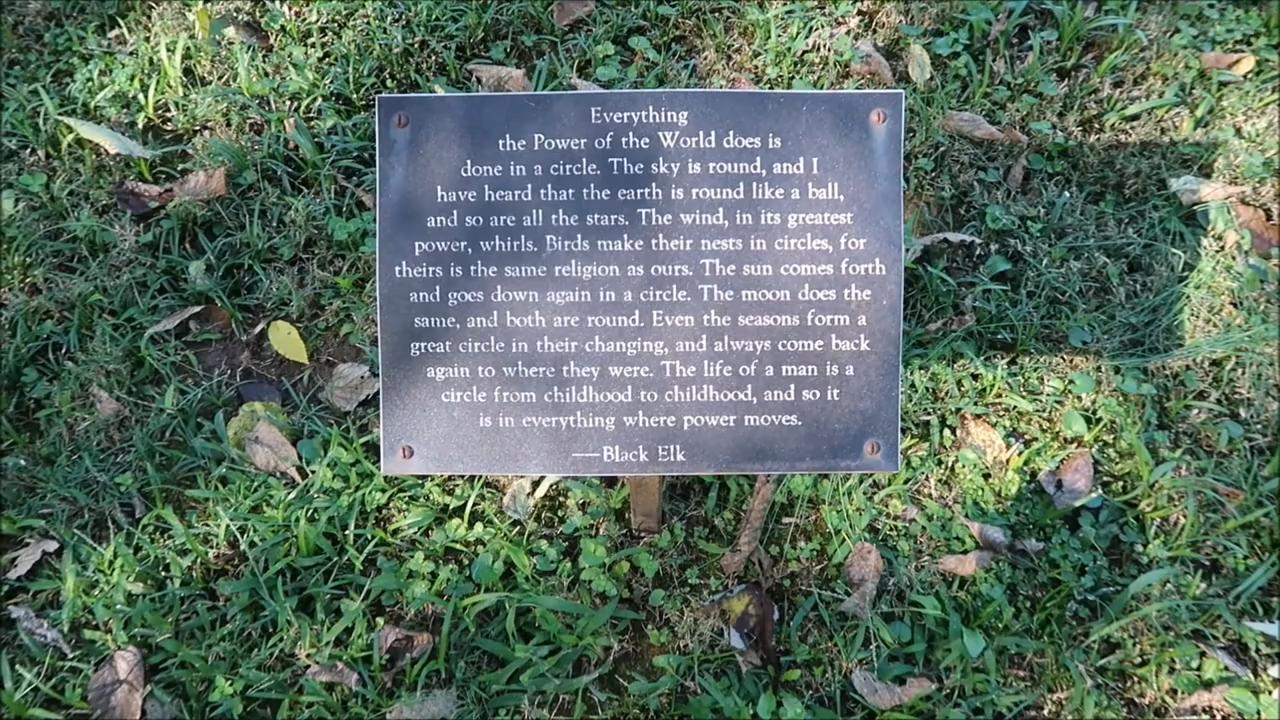 Everything
the Power of the World does is
done in a circle. The sky is round, and I
have heard that the earth is round like a ball,
and so are all the stars. The wind, in its greatest
power, whirls. Birds make their nests in circles, for
theirs is the same religion as ours. The sun comes forth
and goes down again in a circle. The moon does the
same, and both are round. Even the seasons form a
great circle in their changing, and always come back
again to where they were. The life of a man is a
circle from childhood to childhood, and so it
is in everything where power moves.
——Black Elk